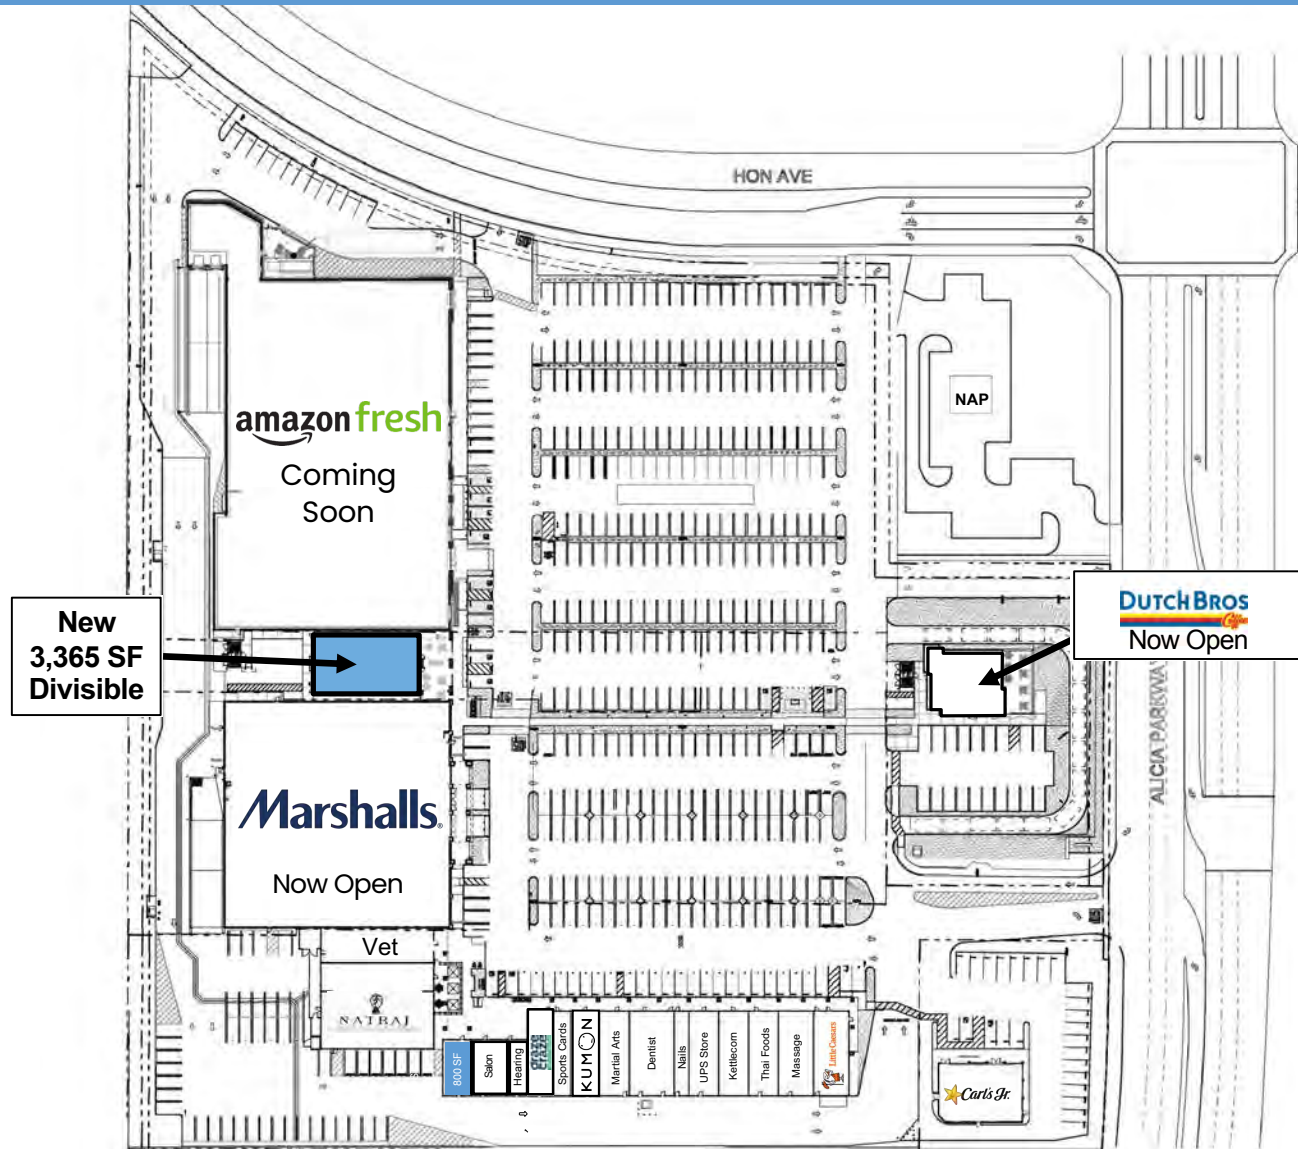 HON AVE
NAP
amazon fresh
Coming
Soon
New
3,365 SF
Divisible
DUTCH BROS
Coffee
Now Open
ALICIA PARKWAY
Marshalls
Now Open
Vet
NATRAJ
800 SF
Salon
Hearing
Sports Cards
KUMON
Martial Arts
Dentist
Nails
UPS Store
Kettlecorn
Thai Foods
Massage
Little Caesars
Carl's Jr.